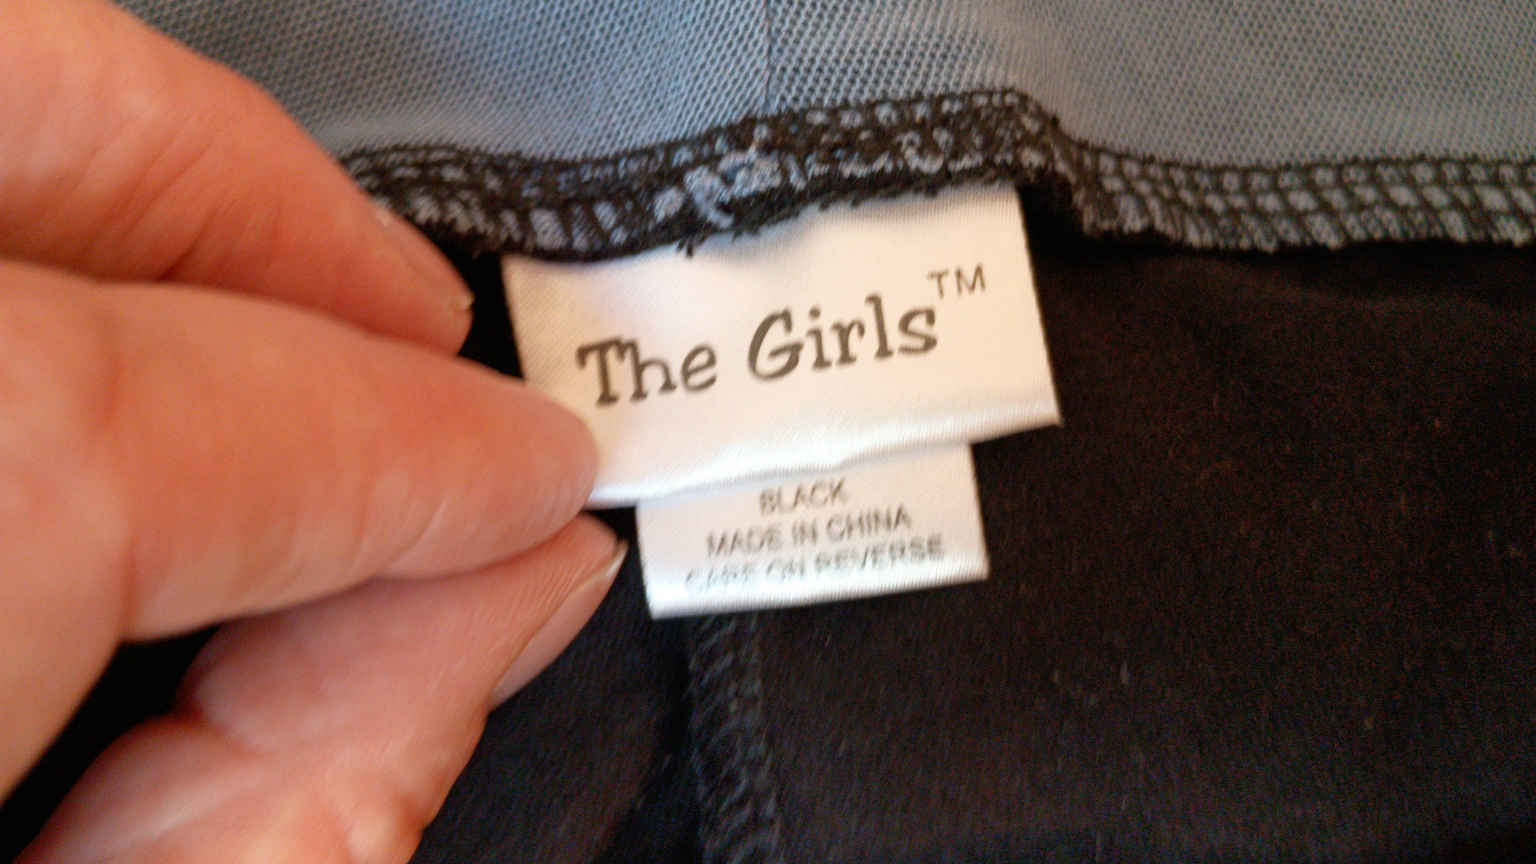 The Girls™
BLACK
MADE IN CHINA
CARE ON REVERSE